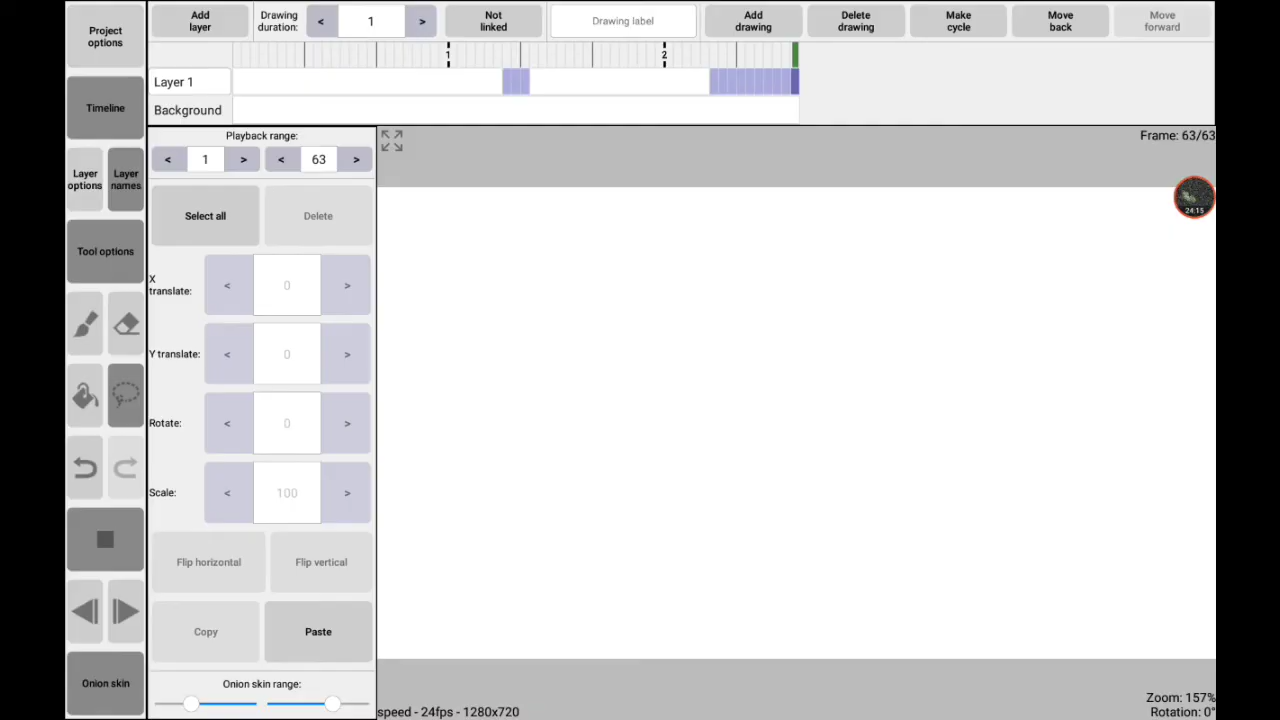 Project options
Add layer
Drawing duration:
<
1
>
Not linked
Drawing label
Add drawing
Delete drawing
Make cycle
Move back
Move forward
1
2
Timeline
Layer 1
Background
Playback range:
<
1
>
<
63
>
Frame: 63/63
Layer options
Layer names
Select all
Delete
24:15
Tool options
X translate:
<
0
>
Y translate:
<
0
>
Rotate:
<
0
>
Scale:
<
100
>
Flip horizontal
Flip vertical
Copy
Paste
Onion skin
Onion skin range:
speed - 24fps - 1280x720
Zoom: 157%
Rotation: 0°